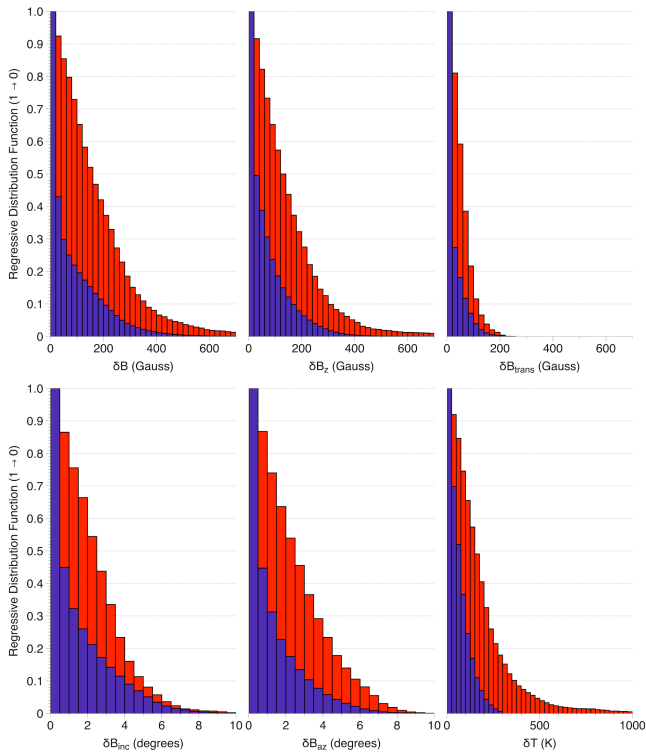 Regressive Distribution Function (1 → 0)
1.0
0.9
0.8
0.7
0.6
0.5
0.4
0.3
0.2
0.1
0
0 200 400 600
0 200 400 600
0 200 400 600
δB (Gauss)
δBz (Gauss)
δBtrans (Gauss)
Regressive Distribution Function (1 → 0)
1.0
0.9
0.8
0.7
0.6
0.5
0.4
0.3
0.2
0.1
0
0 2 4 6 8 10
0 2 4 6 8 10
0 500 1000
δBinc (degrees)
δBaz (degrees)
δT (K)